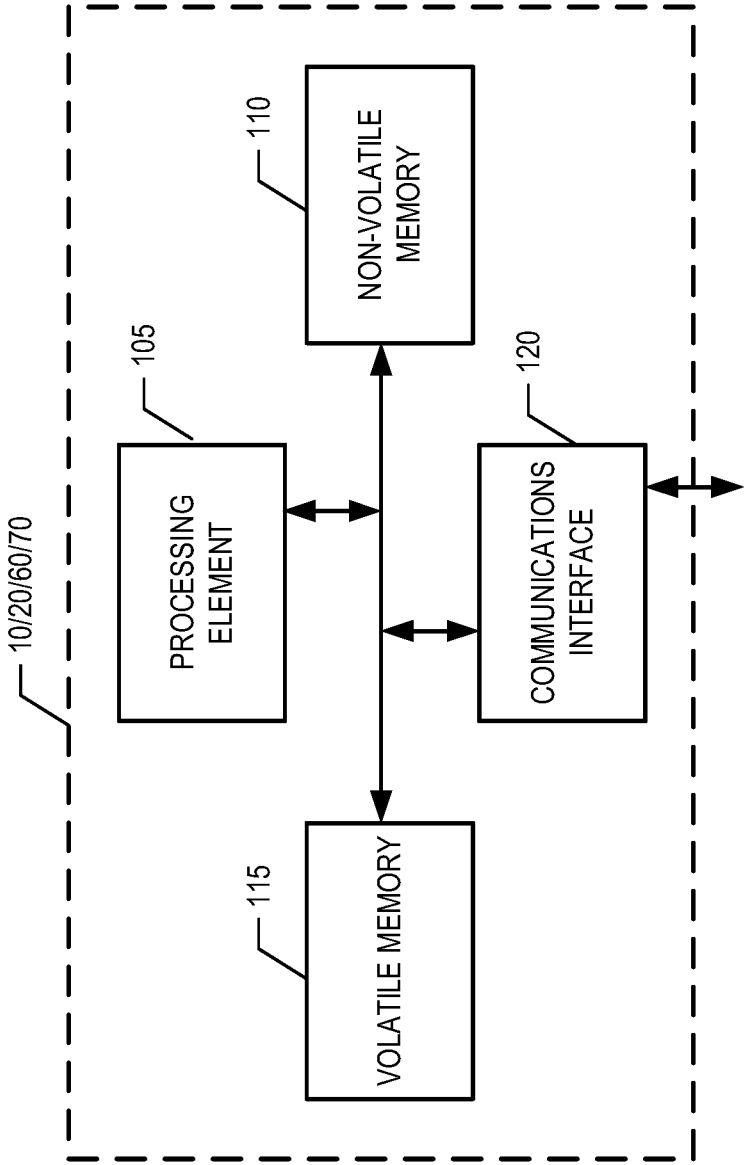 10/20/60/70
115
VOLATILE MEMORY
105
PROCESSING
ELEMENT
120
COMMUNICATIONS
INTERFACE
110
NON-VOLATILE
MEMORY